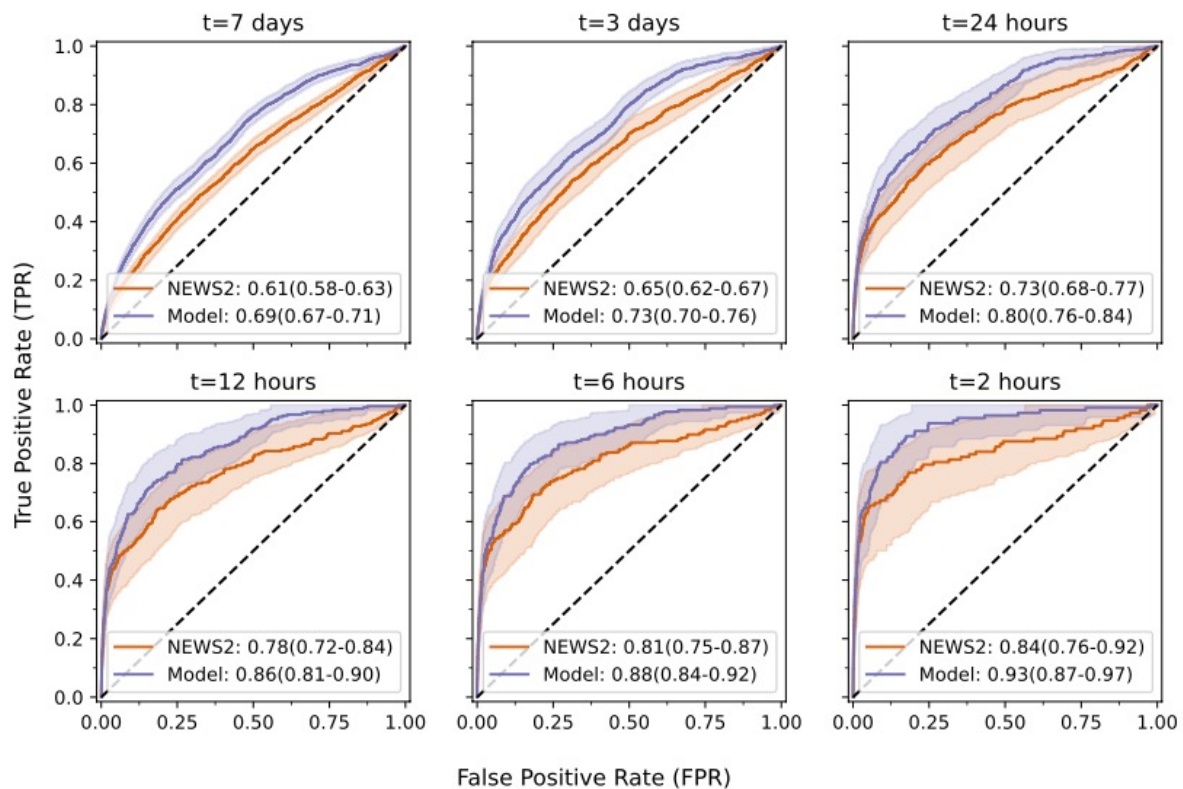 t=7 days
t=3 days
t=24 hours
1.0
0.8
0.6
0.4
0.2
0.0
NEWS2: 0.61(0.58-0.63)
Model: 0.69(0.67-0.71)
NEWS2: 0.65(0.62-0.67)
Model: 0.73(0.70-0.76)
NEWS2: 0.73(0.68-0.77)
Model: 0.80(0.76-0.84)
True Positive Rate (TPR)
t=12 hours
t=6 hours
t=2 hours
1.0
0.8
0.6
0.4
0.2
0.0
NEWS2: 0.78(0.72-0.84)
Model: 0.86(0.81-0.90)
NEWS2: 0.81(0.75-0.87)
Model: 0.88(0.84-0.92)
NEWS2: 0.84(0.76-0.92)
Model: 0.93(0.87-0.97)
0.00 0.25 0.50 0.75 1.00
0.00 0.25 0.50 0.75 1.00
0.00 0.25 0.50 0.75 1.00
False Positive Rate (FPR)